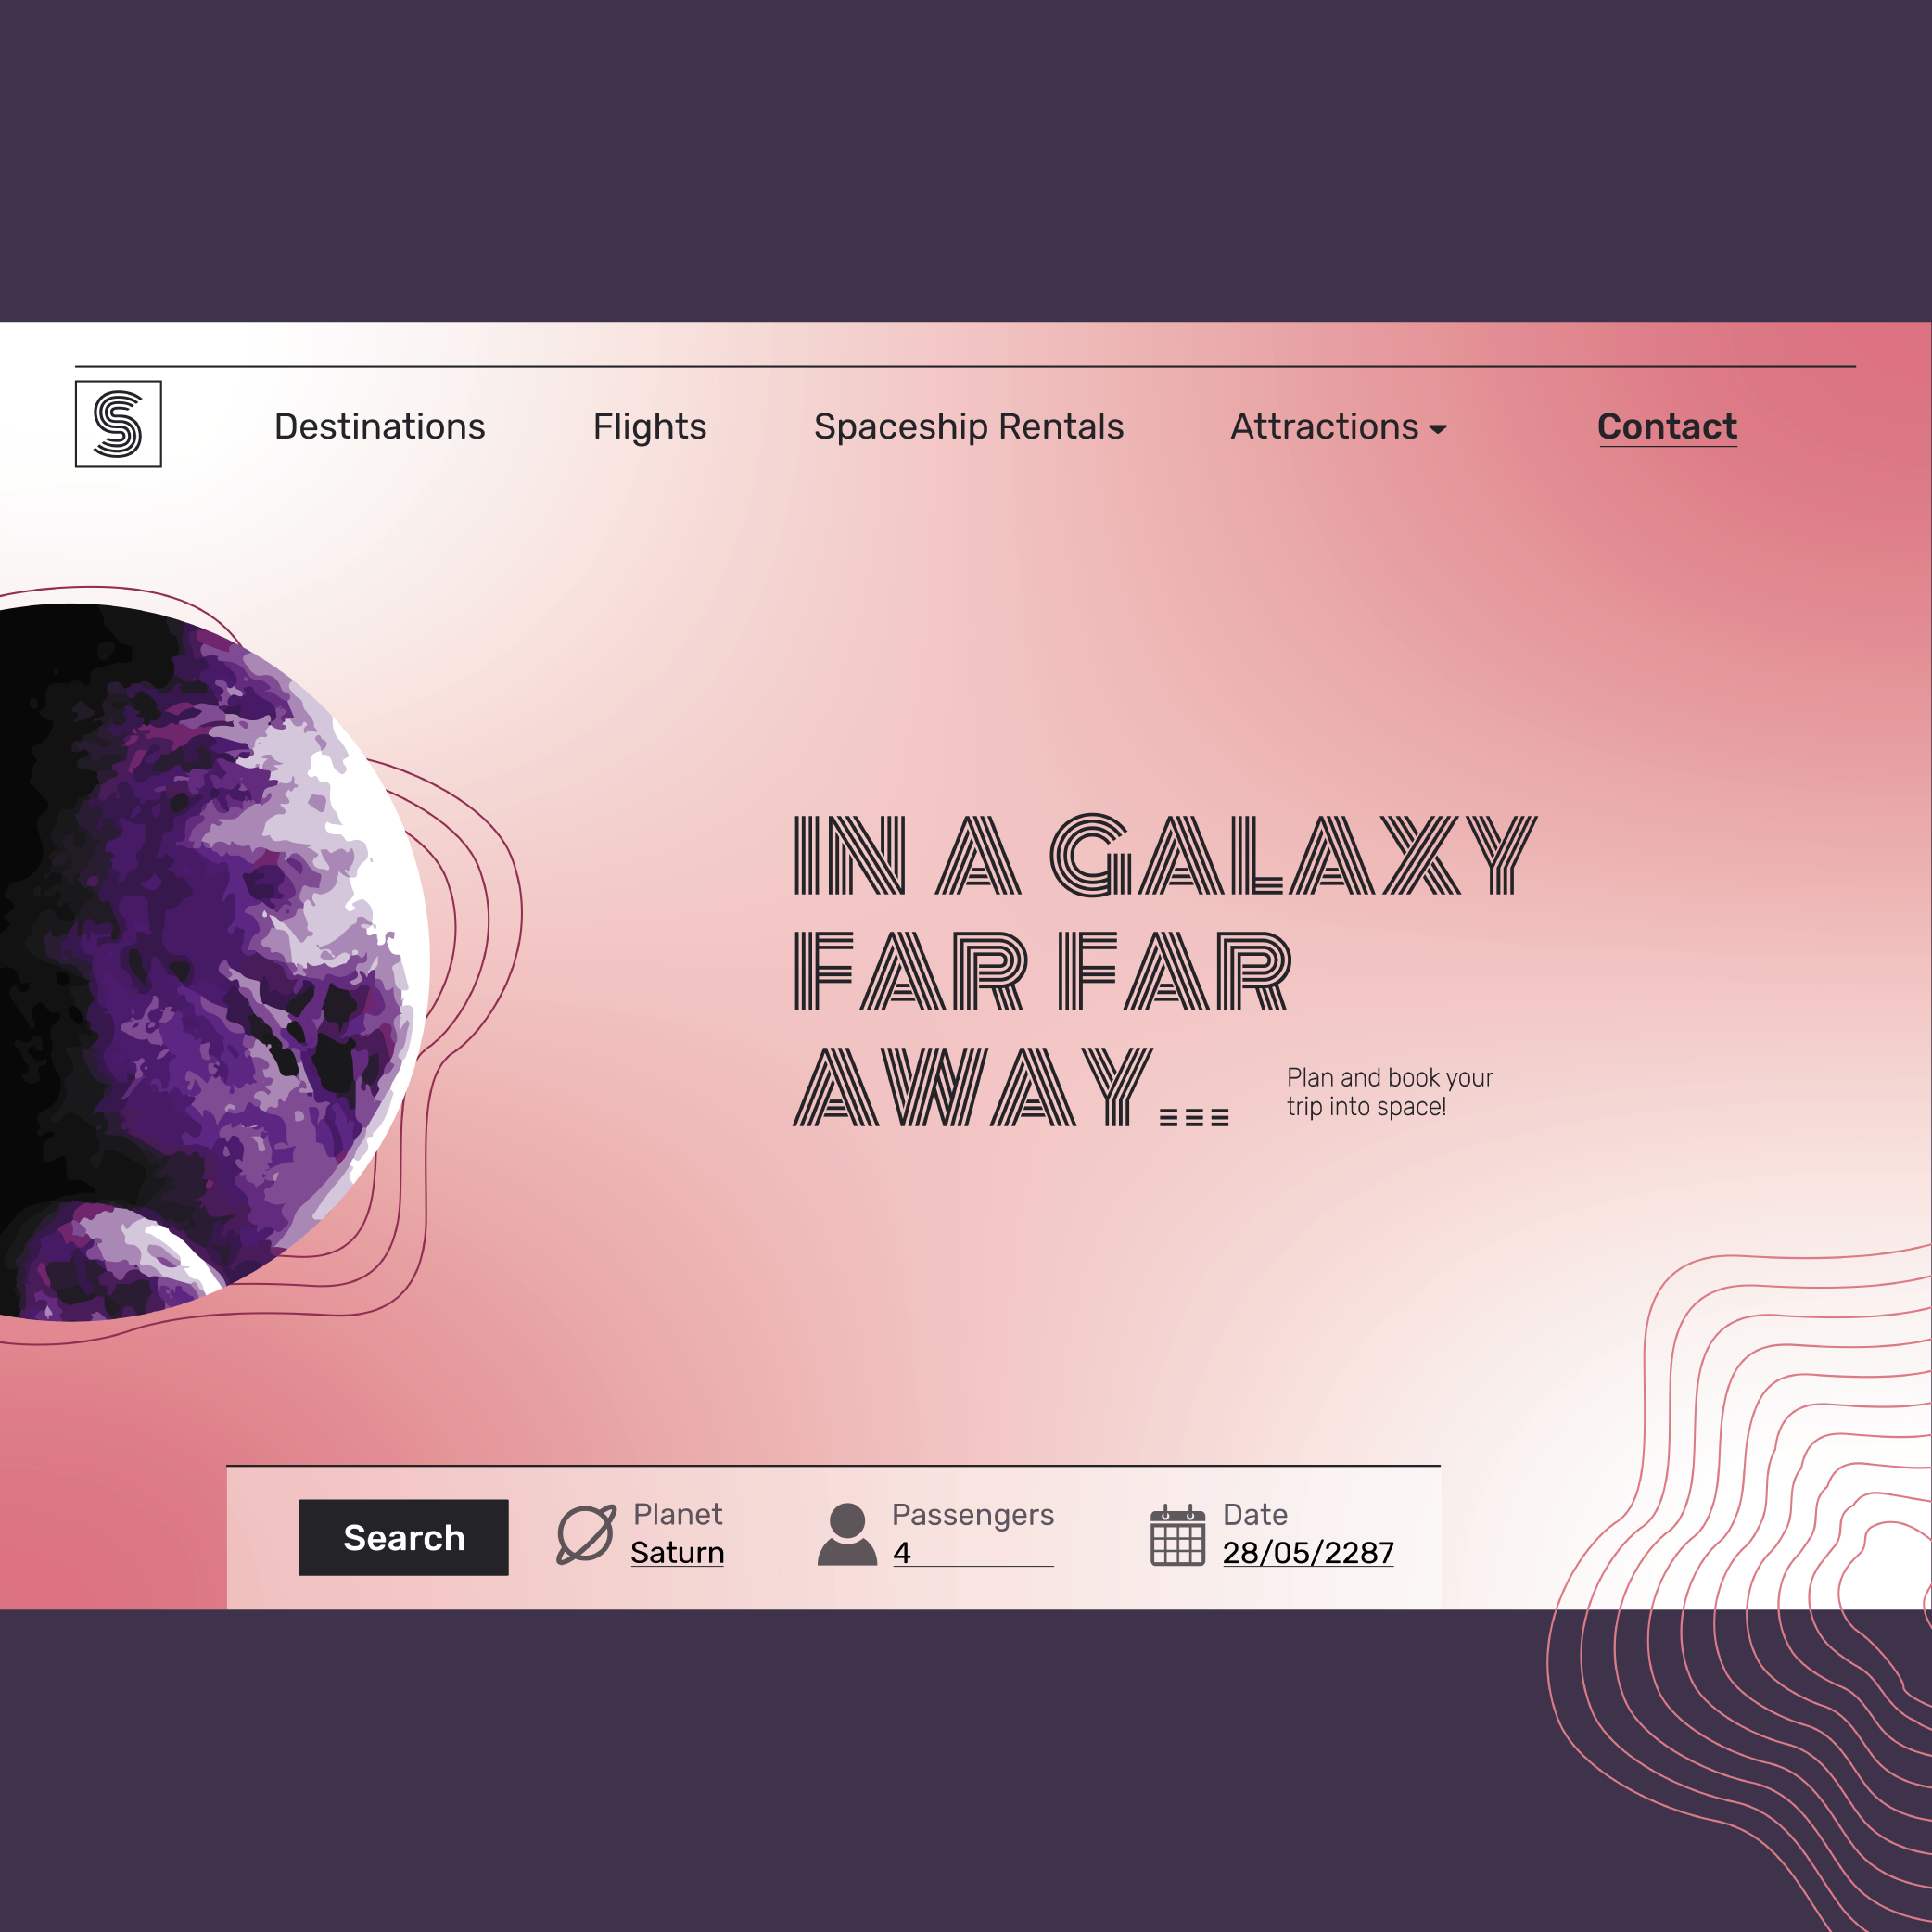 S
Destinations
Flights
Spaceship Rentals
Attractions
Contact
IN A GALAXY
FAR FAR
AWAY...
Plan and book your
trip into space!
Search
Planet
Saturn
Passengers
4
Date
28/05/2287